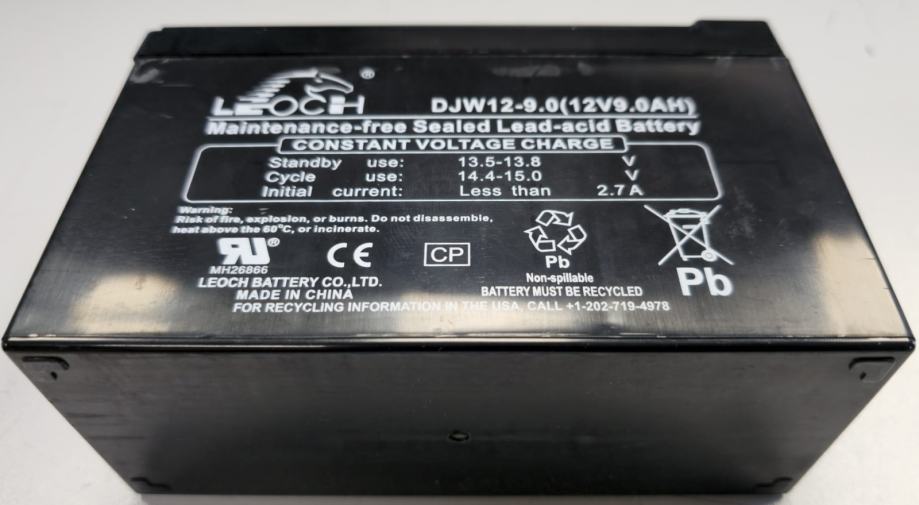 LEOCH ®
DJW12-9.0(12V9.0AH)
Maintenance-free Sealed Lead-acid Battery
CONSTANT VOLTAGE CHARGE
Standby use: 13.5-13.8 V
Cycle use: 14.4-15.0 V
Initial current: Less than 2.7 A
Warning:
Risk of fire, explosion, or burns. Do not disassemble,
heat above the 60°C, or incinerate.
RU®
MH26866
CE
CP
Pb
Non-spillable
BATTERY MUST BE RECYCLED
Pb
LEOCH BATTERY CO.,LTD.
MADE IN CHINA
FOR RECYCLING INFORMATION IN THE USA, CALL +1-202-719-4978